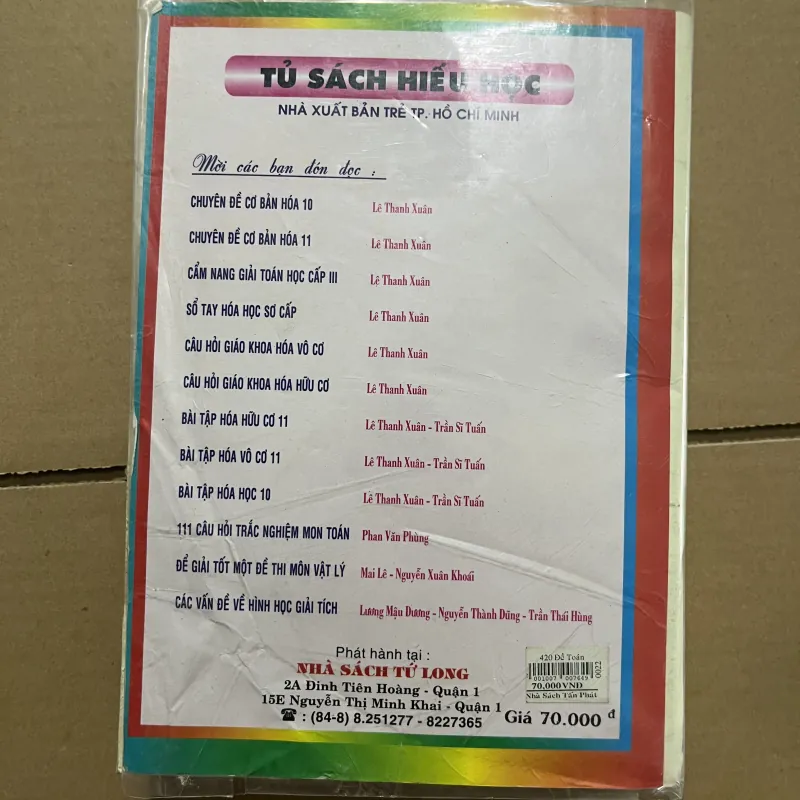 TỦ SÁCH HIẾU HỌC
NHÀ XUẤT BẢN TRẺ TP. HỒ CHÍ MINH
Mời các bạn đón đọc :
CHUYÊN ĐỀ CƠ BẢN HÓA 10 Lê Thanh Xuân
CHUYÊN ĐỀ CƠ BẢN HÓA 11 Lê Thanh Xuân
CẨM NANG GIẢI TOÁN HỌC CẤP III Lê Thanh Xuân
SỔ TAY HÓA HỌC SƠ CẤP Lê Thanh Xuân
CÂU HỎI GIÁO KHOA HÓA VÔ CƠ Lê Thanh Xuân
CÂU HỎI GIÁO KHOA HÓA HỮU CƠ Lê Thanh Xuân
BÀI TẬP HÓA HỮU CƠ 11 Lê Thanh Xuân - Trần Sĩ Tuấn
BÀI TẬP HÓA VÔ CƠ 11 Lê Thanh Xuân - Trần Sĩ Tuấn
BÀI TẬP HÓA HỌC 10 Lê Thanh Xuân - Trần Sĩ Tuấn
111 CÂU HỎI TRẮC NGHIỆM MON TOÁN Phan Văn Phùng
ĐỂ GIẢI TỐT MỘT ĐỀ THI MÔN VẬT LÝ Mai Lê - Nguyễn Xuân Khoái
CÁC VẤN ĐỀ VỀ HÌNH HỌC GIẢI TÍCH Lương Mậu Dương - Nguyễn Thành Dũng - Trần Thái Hùng
Phát hành tại :
NHÀ SÁCH TỨ LONG
2A Đinh Tiên Hoàng - Quận 1
15E Nguyễn Thị Minh Khai - Quận 1
☎ : (84-8) 8.251277 - 8227365
Giá 70.000 đ
420 Đề Toán
001007 007649
0022
70,000VND
Nhà Sách Tấn Phát